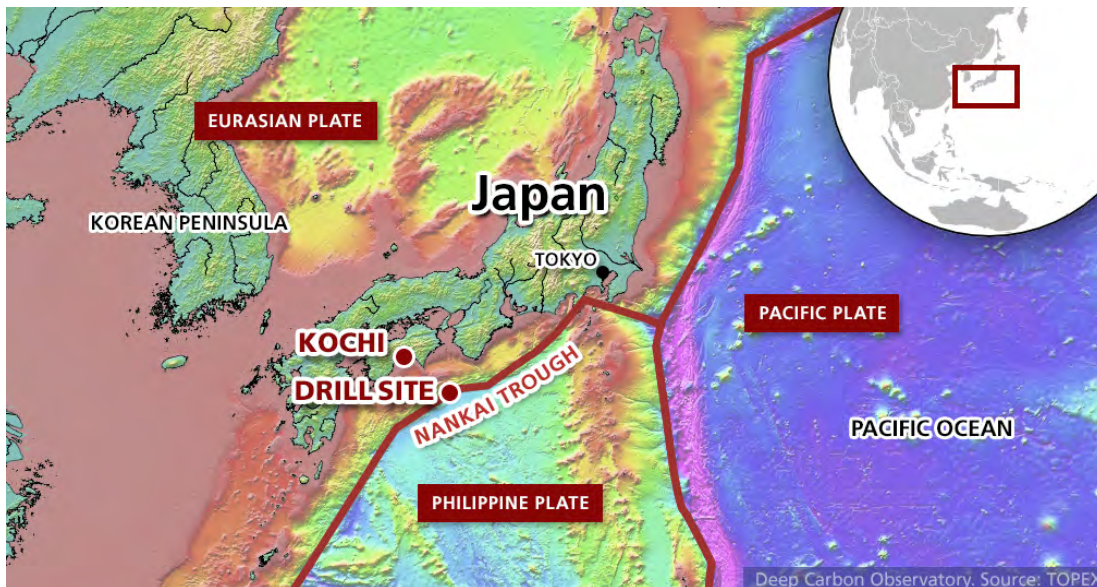 EURASIAN PLATE
Japan
KOREAN PENINSULA
TOKYO
PACIFIC PLATE
KOCHI
DRILL SITE
NANKAI TROUGH
PACIFIC OCEAN
PHILIPPINE PLATE
Deep Carbon Observatory. Source: TOPEX